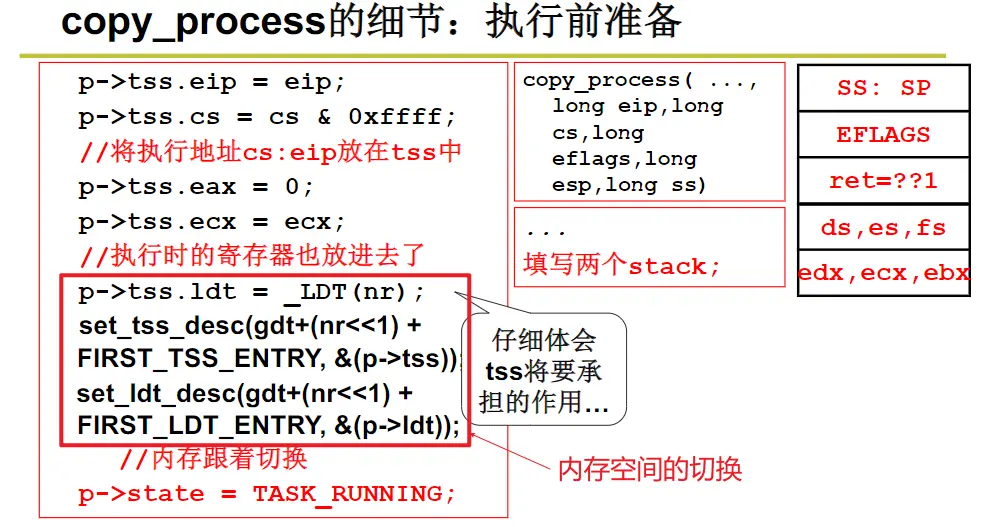 copy_process的细节：执行前准备
p->tss.eip = eip;
p->tss.cs = cs & 0xffff;
//将执行地址cs:eip放在tss中
p->tss.eax = 0;
p->tss.ecx = ecx;
//执行时的寄存器也放进去了
p->tss.ldt = _LDT(nr);
set_tss_desc(gdt+(nr<<1) +
FIRST_TSS_ENTRY, &(p->tss));
set_ldt_desc(gdt+(nr<<1) +
FIRST_LDT_ENTRY, &(p->ldt));
//内存跟着切换
p->state = TASK_RUNNING;
copy_process( ...,
long eip,long
cs,long
eflags,long
esp,long ss)
...
填写两个stack;
仔细体会
tss将要承
担的作用…
内存空间的切换
SS: SP
EFLAGS
ret=??1
ds,es,fs
edx,ecx,ebx